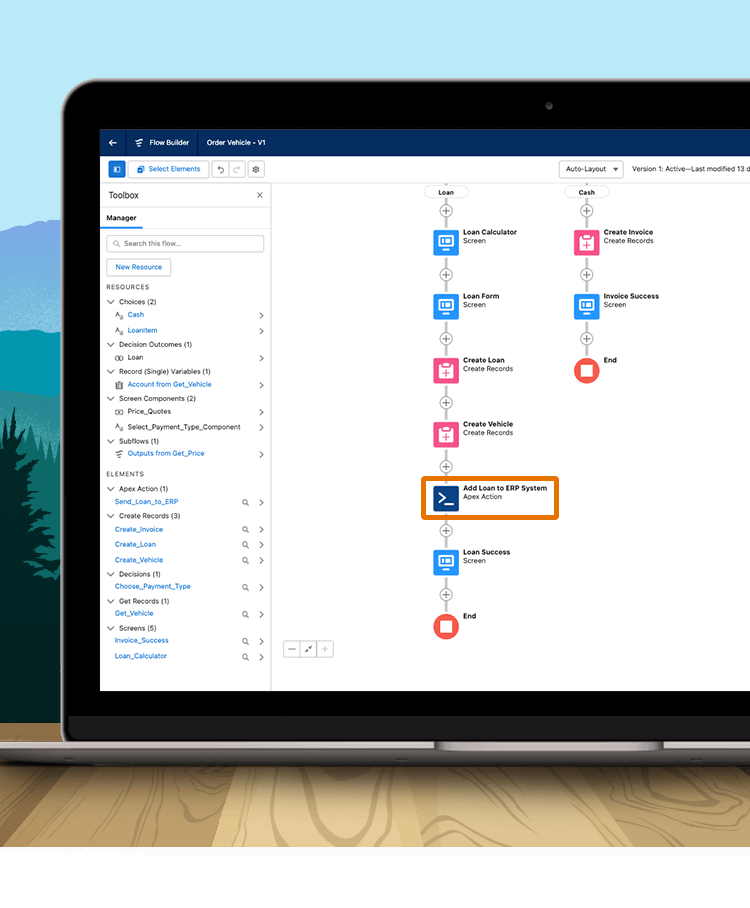 Flow Builder
Order Vehicle - V1
Select Elements
Auto-Layout
Version 1: Active—Last modified 13 d
Toolbox
Manager
Search this flow...
New Resource
RESOURCES
Choices (2)
Cash
LoanItem
Decision Outcomes (1)
Loan
Record (Single) Variables (1)
Account from Get_Vehicle
Screen Components (2)
Price_Quotes
Select_Payment_Type_Component
Subflows (1)
Outputs from Get_Price
ELEMENTS
Apex Action (1)
Send_Loan_to_ERP
Create Records (3)
Create_Invoice
Create_Loan
Create_Vehicle
Decisions (1)
Choose_Payment_Type
Get Records (1)
Get_Vehicle
Screens (5)
Invoice_Success
Loan_Calculator
Loan
Loan Calculator
Screen
Loan Form
Screen
Create Loan
Create Records
Create Vehicle
Create Records
Add Loan to ERP System
Apex Action
Loan Success
Screen
End
Cash
Create Invoice
Create Records
Invoice Success
Screen
End